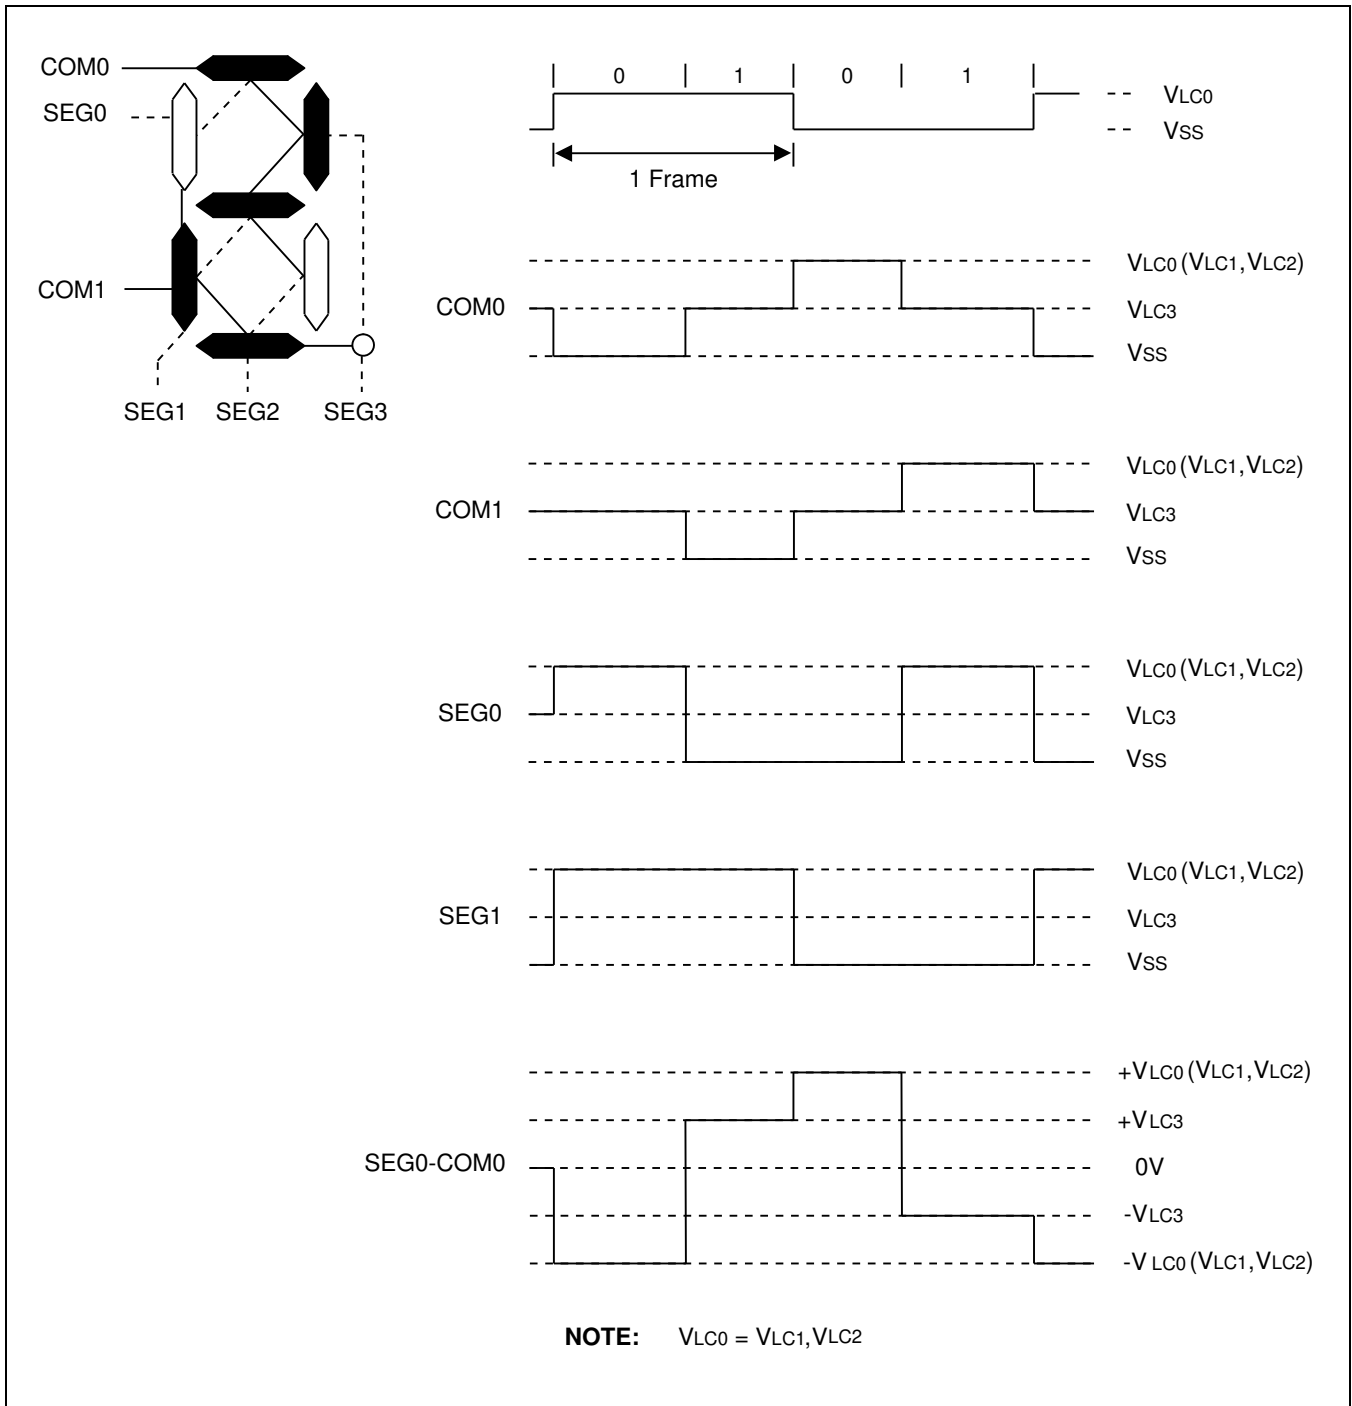 COM0
SEG0
COM1
SEG1 SEG2 SEG3
0 1 0 1
VLC0
VSS
1 Frame
COM0
VLC0 (VLC1,VLC2)
VLC3
VSS
COM1
VLC0 (VLC1,VLC2)
VLC3
VSS
SEG0
VLC0 (VLC1,VLC2)
VLC3
VSS
SEG1
VLC0 (VLC1,VLC2)
VLC3
VSS
SEG0-COM0
+VLC0 (VLC1,VLC2)
+VLC3
0V
-VLC3
-V LC0 (VLC1,VLC2)
NOTE: VLC0 = VLC1,VLC2